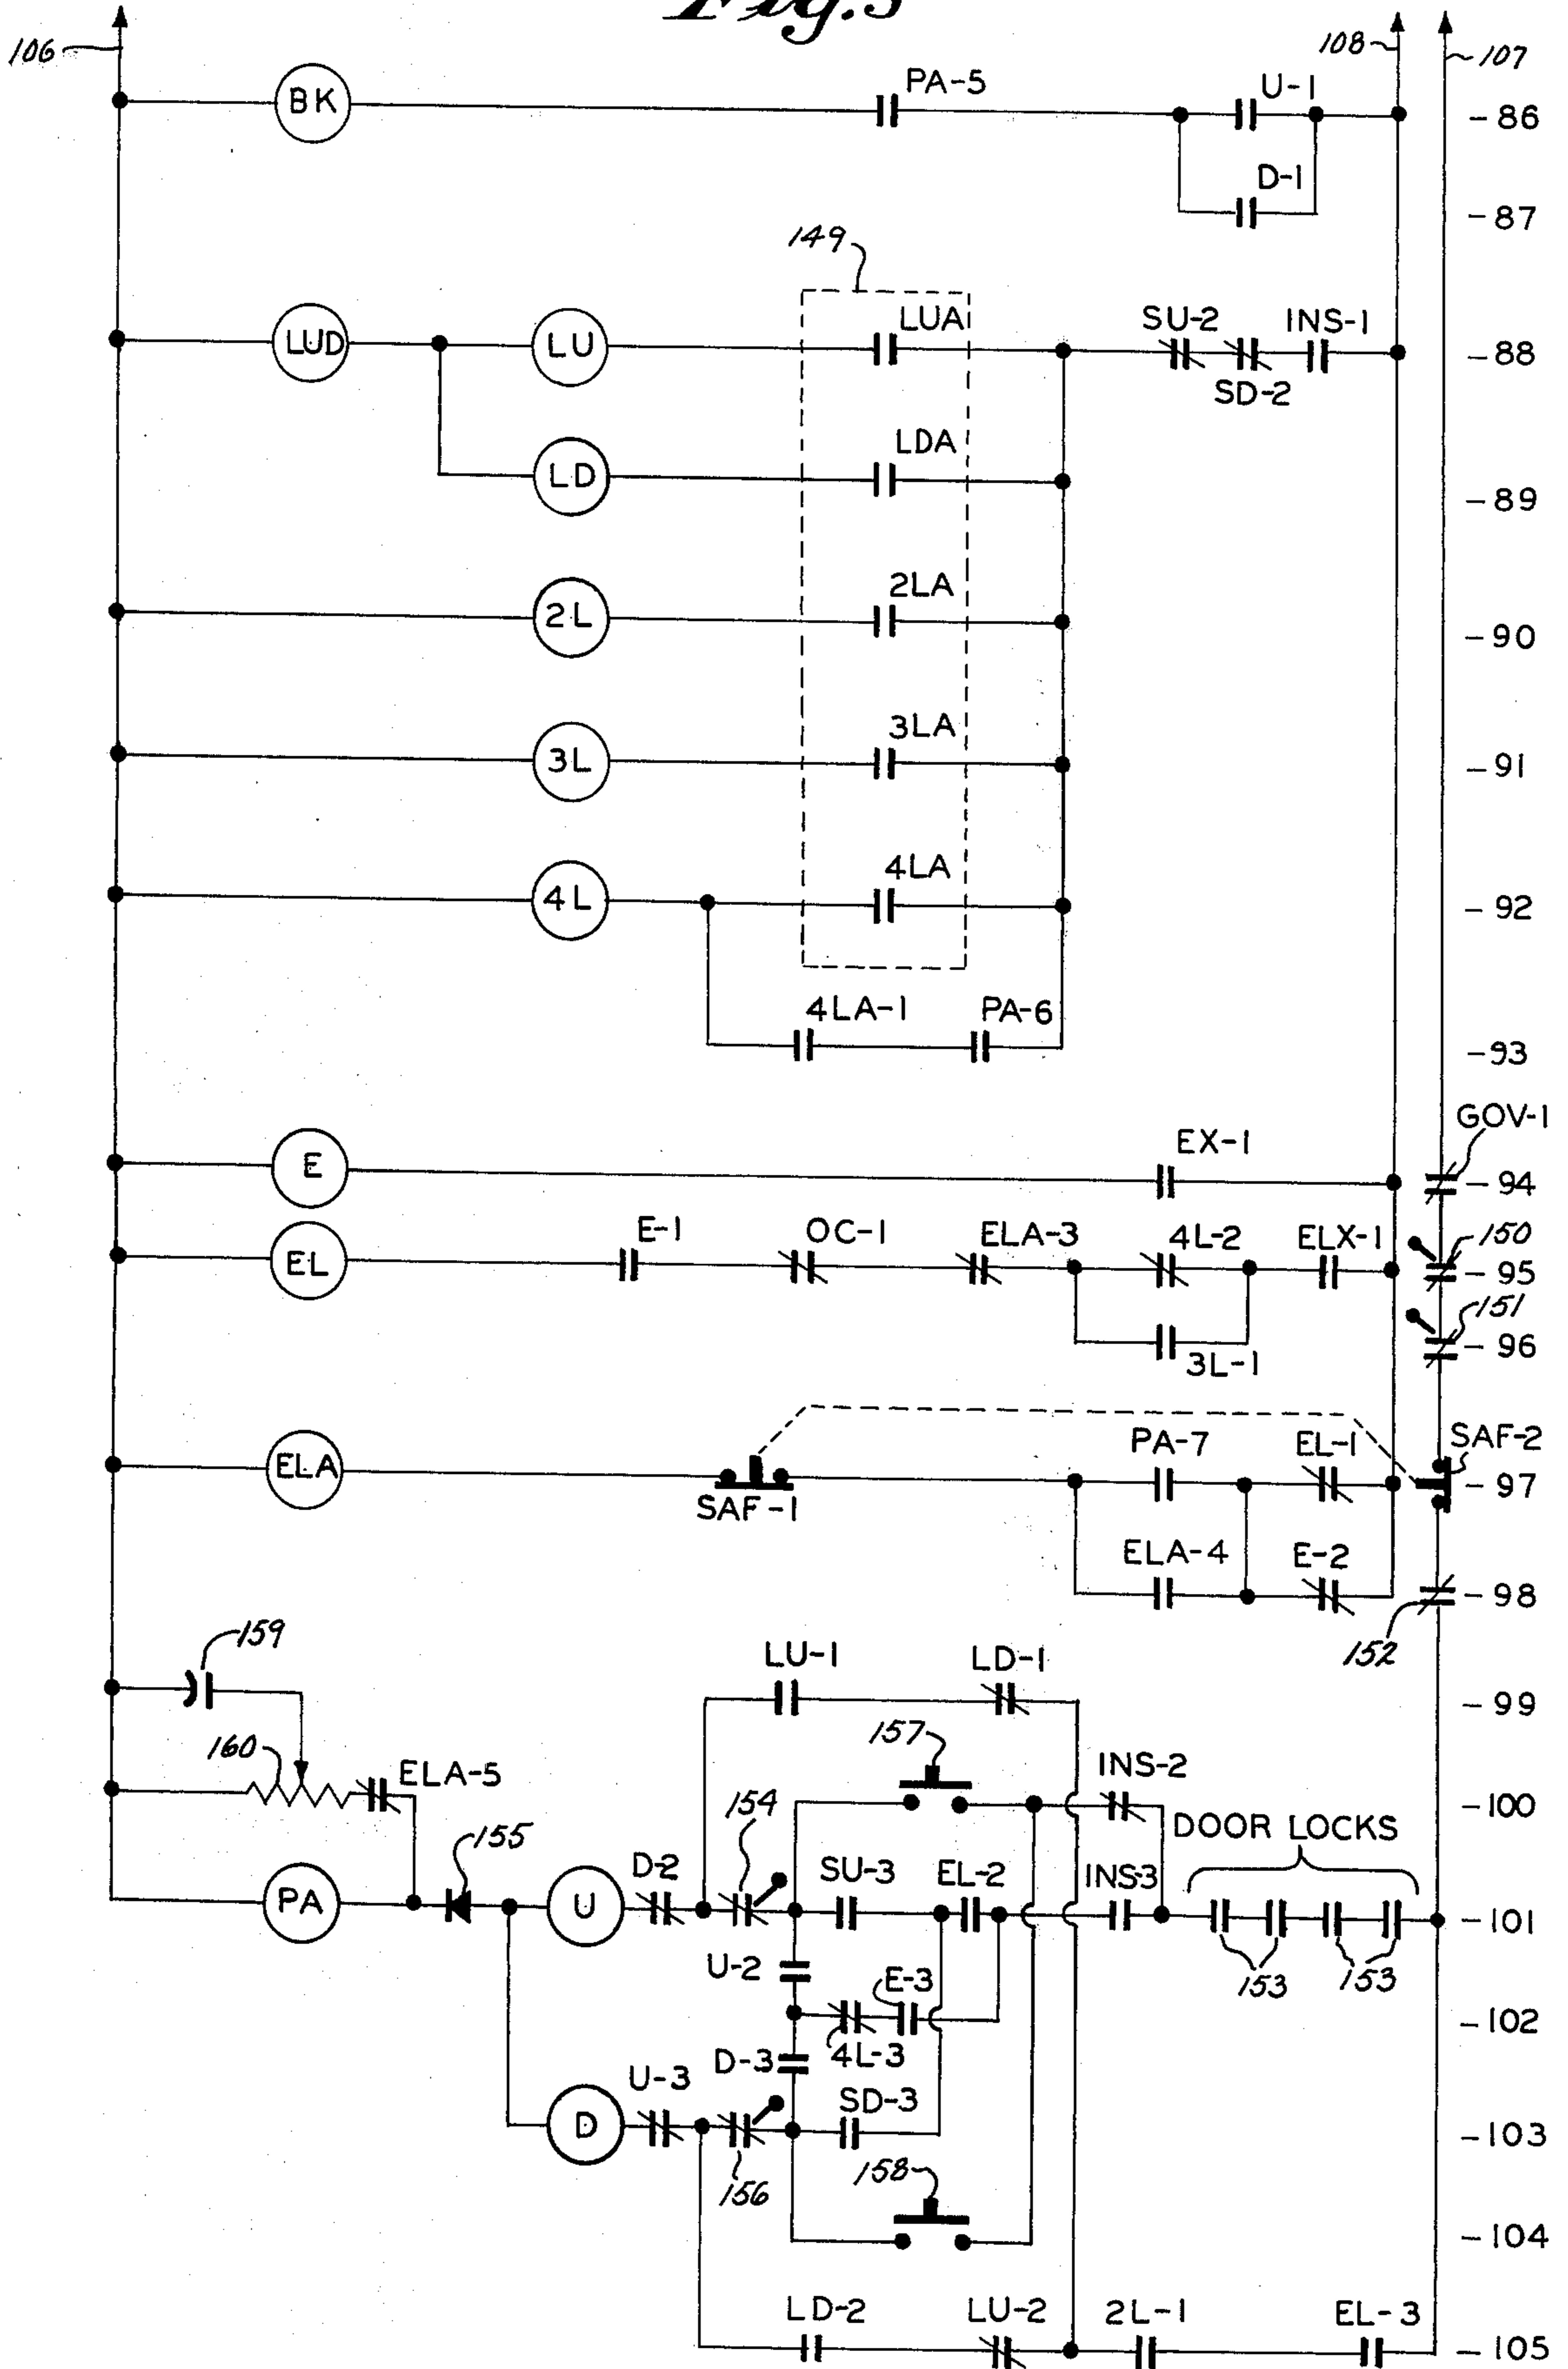 Fig. 5
106
108
107
BK
PA-5
U-1
-86
D-1
-87
149
LUD
LU
LUA
SU-2
INS-1
-88
SD-2
LD
LDA
-89
2L
2LA
-90
3L
3LA
-91
4L
4LA
-92
4LA-1
PA-6
-93
GOV-1
E
EX-1
-94
EL
E-1
OC-1
ELA-3
4L-2
ELX-1
150
-95
151
3L-1
-96
ELA
SAF-1
PA-7
EL-1
SAF-2
-97
ELA-4
E-2
-98
152
159
LU-1
LD-1
-99
160
ELA-5
157
INS-2
-100
154
DOOR LOCKS
155
PA
U
D-2
SU-3
EL-2
INS-3
-101
153
153
U-2
E-3
-102
4L-3
D-3
U-3
SD-3
D
-103
156
158
-104
LD-2
LU-2
2L-1
EL-3
-105